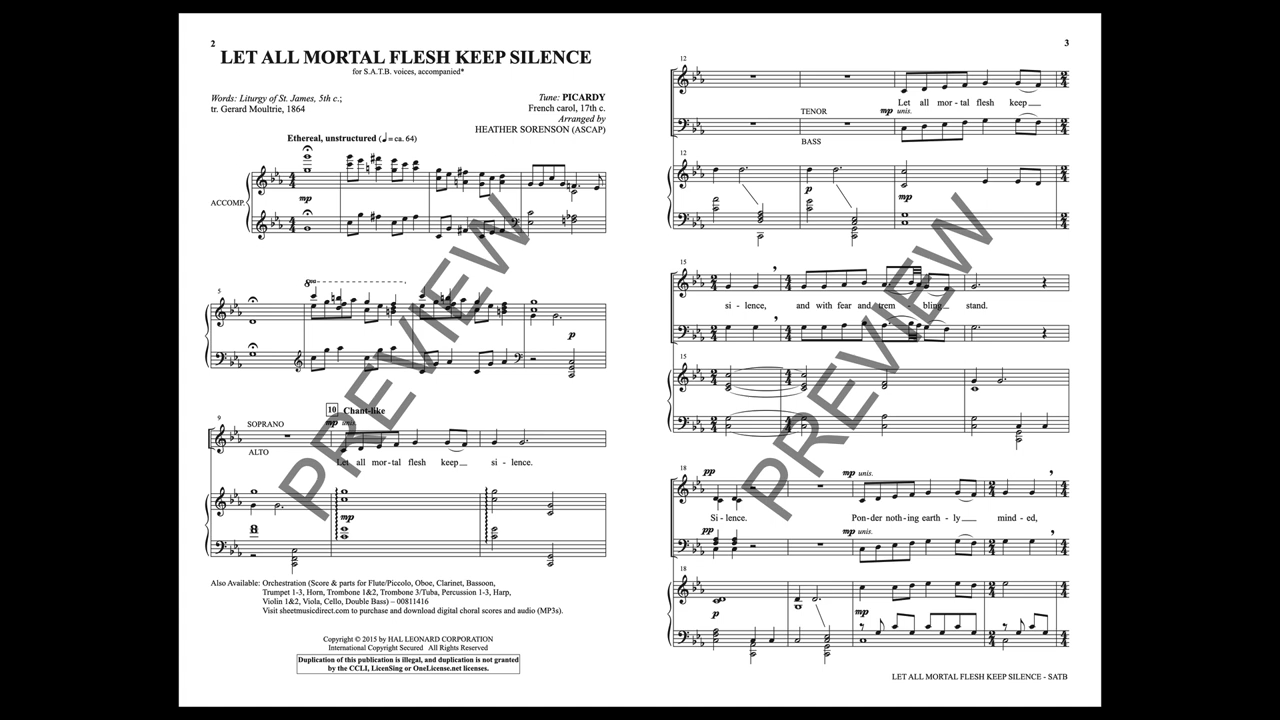 2
LET ALL MORTAL FLESH KEEP SILENCE
for S.A.T.B. voices, accompanied*
Words: Liturgy of St. James, 5th c.;
tr. Gerard Moultrie, 1864
Tune: PICARDY
French carol, 17th c.
Arranged by
HEATHER SORENSON (ASCAP)
Ethereal, unstructured (♩= ca. 64)
ACCOMP.
mp
5
8va
p
9
SOPRANO
ALTO
10 Chant-like
mp unis.
Let all mor - tal flesh keep si - lence.
mp
Also Available: Orchestration (Score & parts for Flute/Piccolo, Oboe, Clarinet, Bassoon,
Trumpet 1-3, Horn, Trombone 1&2, Trombone 3/Tuba, Percussion 1-3, Harp,
Violin 1&2, Viola, Cello, Double Bass) – 00811416
Visit sheetmusicdirect.com to purchase and download digital choral scores and audio (MP3s).
Copyright © 2015 by HAL LEONARD CORPORATION
International Copyright Secured All Rights Reserved
Duplication of this publication is illegal, and duplication is not granted
by the CCLI, LicenSing or OneLicense.net licenses.
PREVIEW
3
12
Let all mor - tal flesh keep
TENOR
BASS
mp unis.
12
p
mp
15
si - lence, and with fear and trem - bling stand.
15
18
pp
mp unis.
Si - lence. Pon - der noth - ing earth - ly mind - ed,
pp
mp unis.
18
p
mp
PREVIEW
LET ALL MORTAL FLESH KEEP SILENCE - SATB